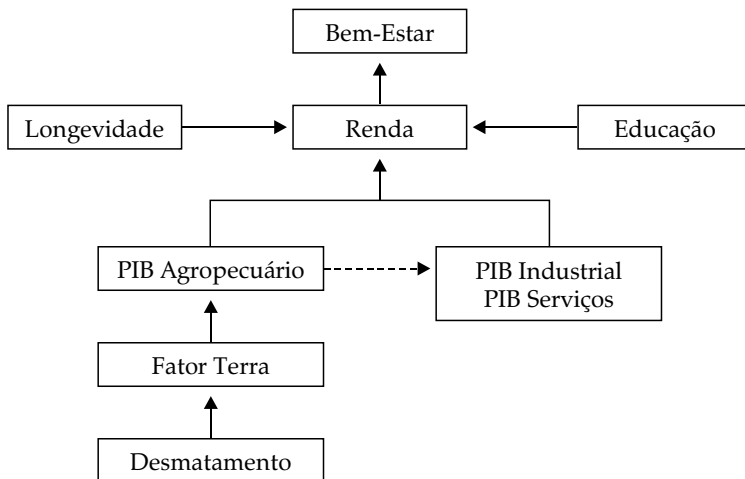 Bem-Estar
Longevidade
Renda
Educação
PIB Agropecuário
PIB Industrial
PIB Serviços
Fator Terra
Desmatamento